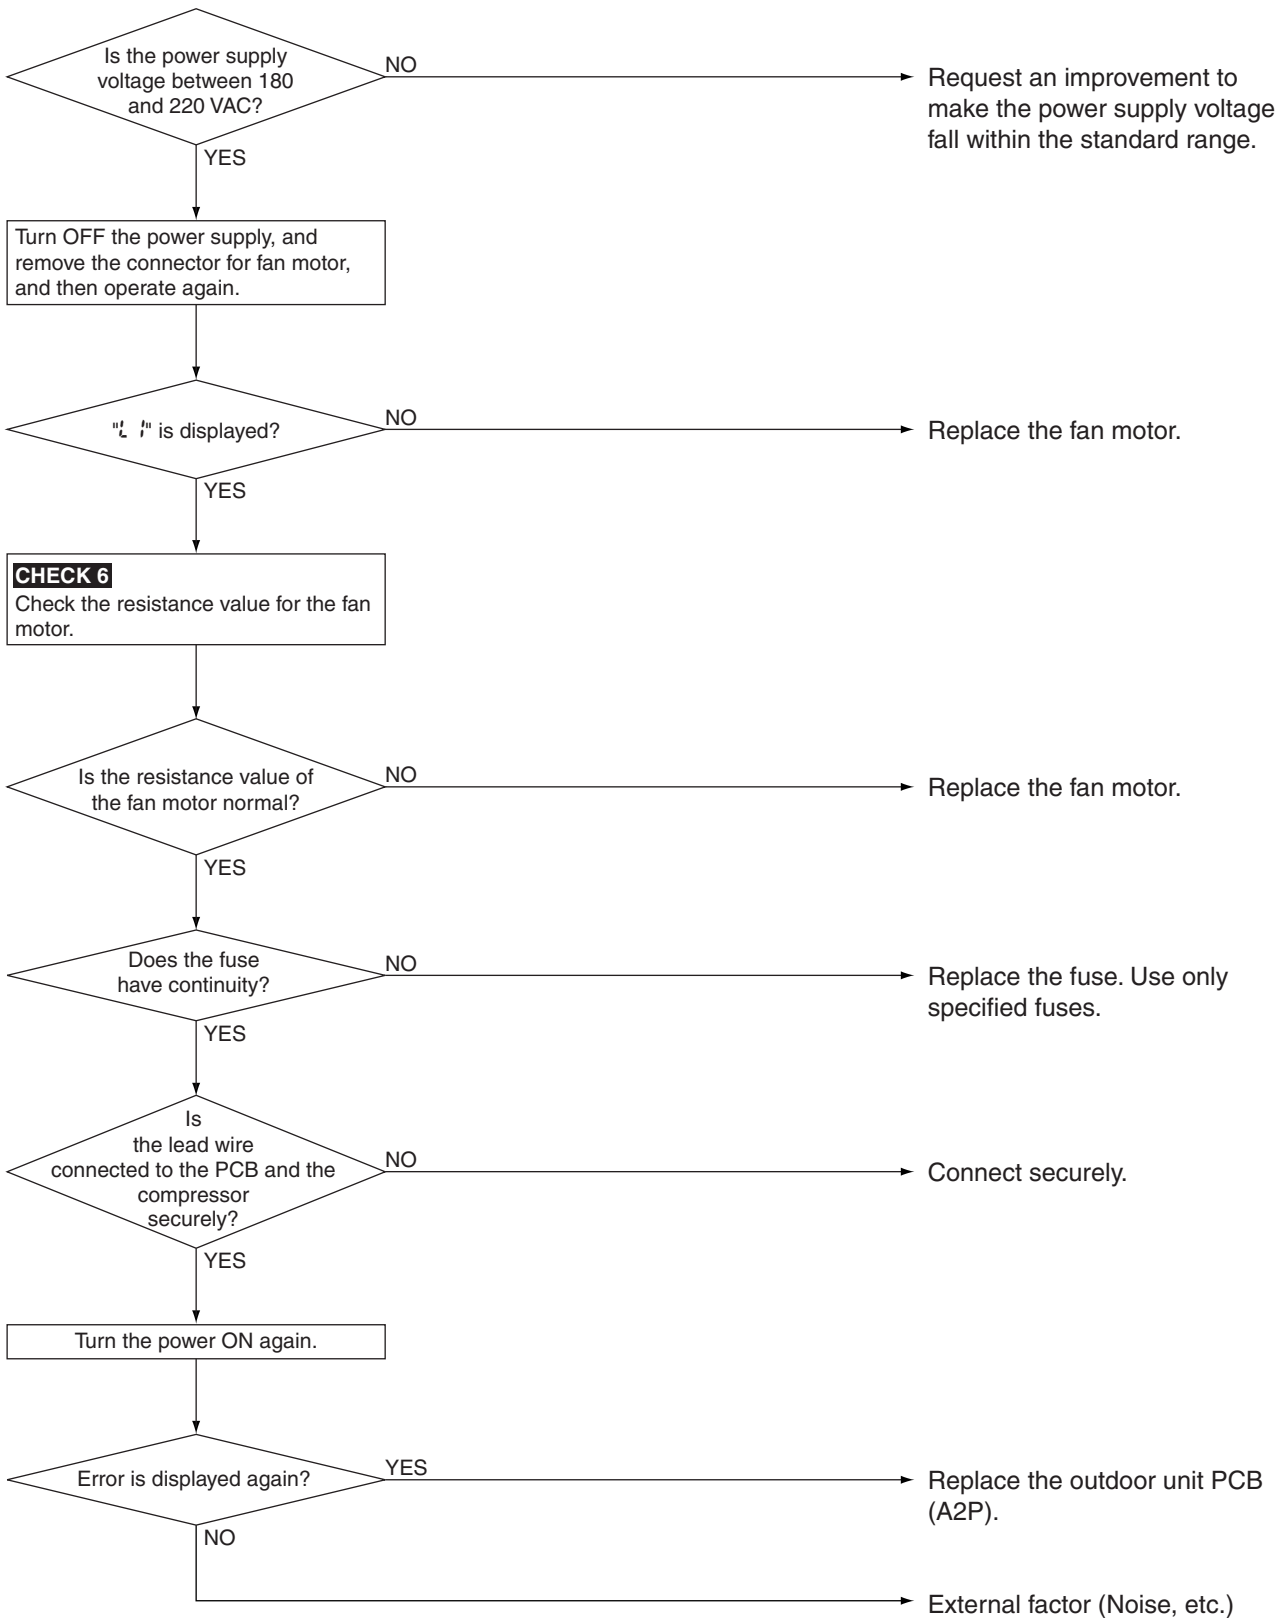 Is the power supply
voltage between 180
and 220 VAC?
NO
Request an improvement to
make the power supply voltage
fall within the standard range.
YES
Turn OFF the power supply, and
remove the connector for fan motor,
and then operate again.
"L1" is displayed?
NO
Replace the fan motor.
YES
CHECK 6
Check the resistance value for the fan
motor.
Is the resistance value of
the fan motor normal?
NO
Replace the fan motor.
YES
Does the fuse
have continuity?
NO
Replace the fuse. Use only
specified fuses.
YES
Is
the lead wire
connected to the PCB and the
compressor
securely?
NO
Connect securely.
YES
Turn the power ON again.
Error is displayed again?
YES
Replace the outdoor unit PCB
(A2P).
NO
External factor (Noise, etc.)